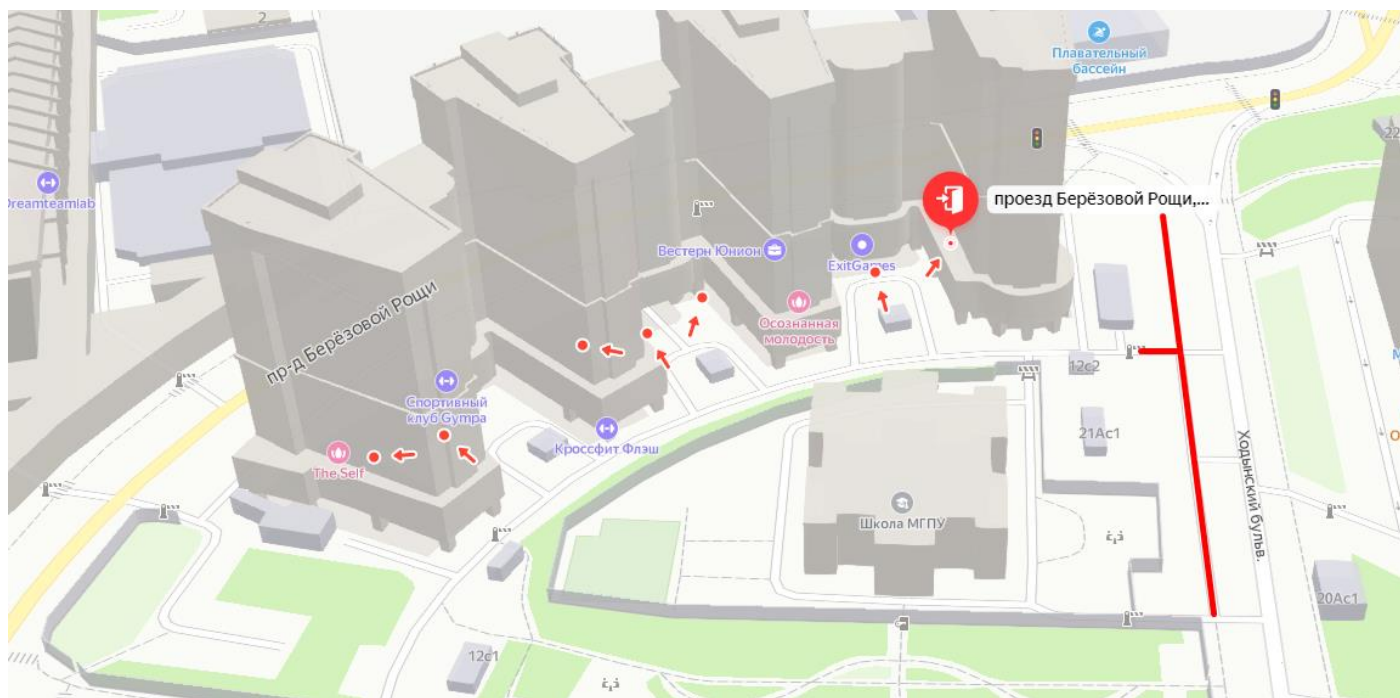 2
Плавательный
бассейн
22
Dreamteamlab
проезд Берёзовой Рощи,...
Вестерн Юнион
ExitGames
пр-д Берёзовой Рощи
Осознанная
молодость
12с2
Спортивный
клуб Gympa
21Ас1
The Self
Кроссфит Флэш
Ходынский бульв.
Школа МГПУ
20Ас1
12с1